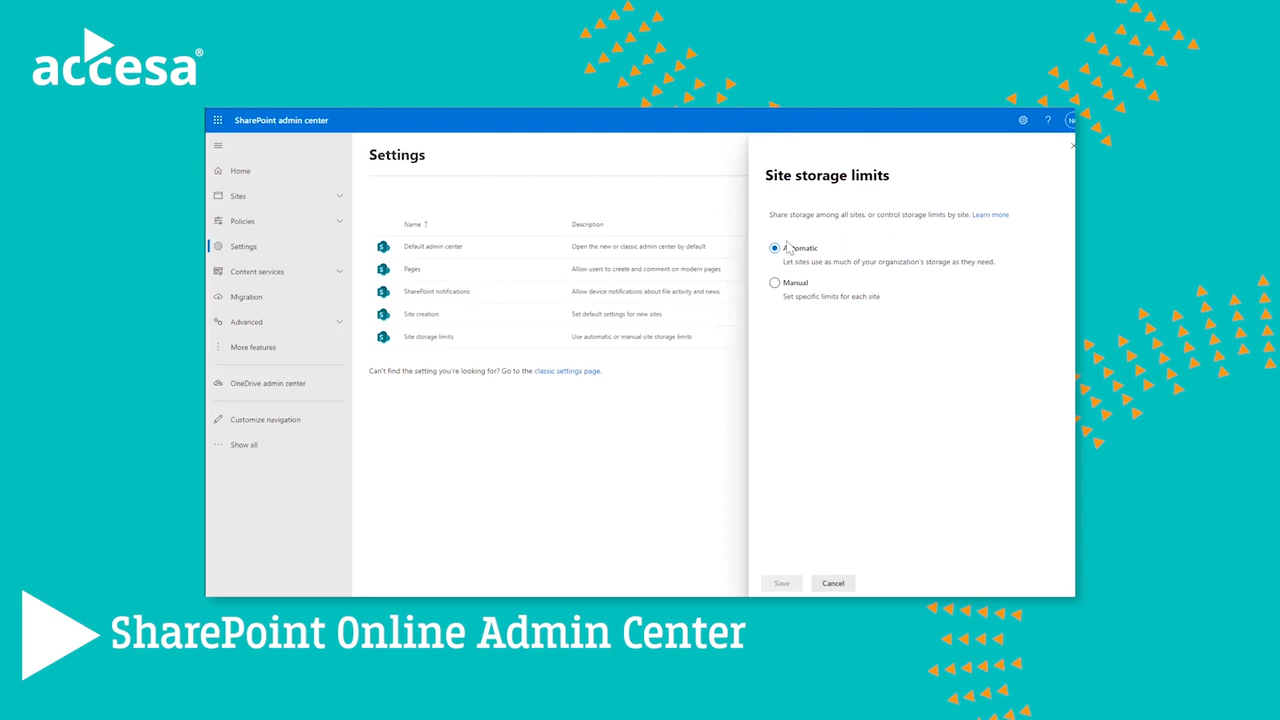 accesa®
SharePoint admin center
?
Settings
Home
Sites
Policies
Settings
Content services
Migration
Advanced
More features
OneDrive admin center
Customize navigation
Show all
Name ↑ Description
Default admin center Open the new or classic admin center by default
Pages Allow users to create and comment on modern pages
SharePoint notifications Allow device notifications about file activity and news
Site creation Set default settings for new sites
Site storage limits Use automatic or manual site storage limits
Can't find the setting you're looking for? Go to the classic settings page.
Site storage limits
Share storage among all sites, or control storage limits by site. Learn more
Automatic
Let sites use as much of your organization's storage as they need.
Manual
Set specific limits for each site
Save Cancel
SharePoint Online Admin Center